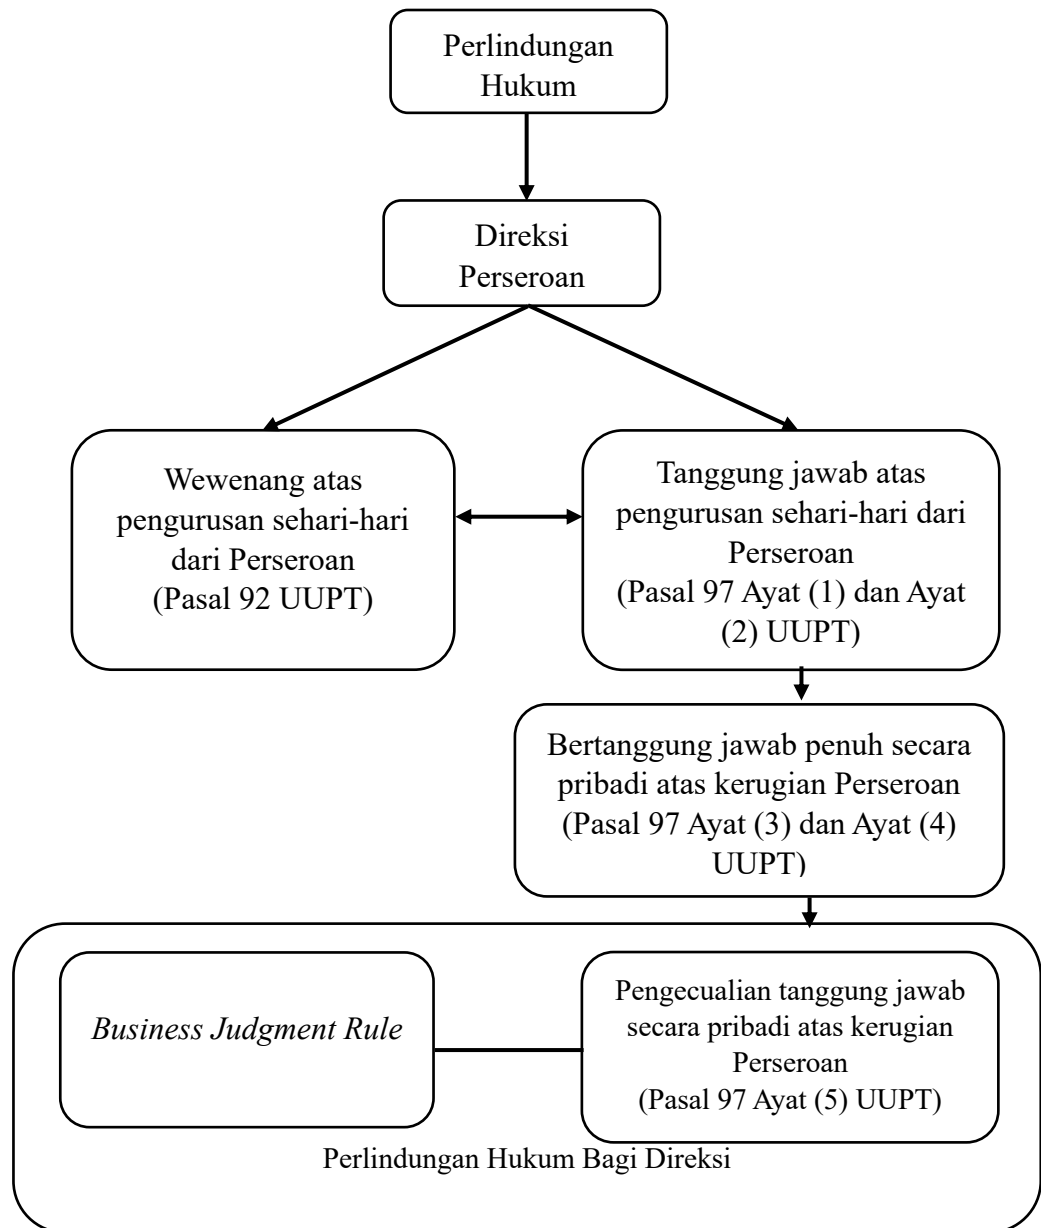 Perlindungan
Hukum
Direksi
Perseroan
Wewenang atas
pengurusan sehari-hari
dari Perseroan
(Pasal 92 UUPT)
Tanggung jawab atas
pengurusan sehari-hari dari
Perseroan
(Pasal 97 Ayat (1) dan Ayat
(2) UUPT)
Bertanggung jawab penuh secara
pribadi atas kerugian Perseroan
(Pasal 97 Ayat (3) dan Ayat (4)
UUPT)
Business Judgment Rule
Pengecualian tanggung jawab
secara pribadi atas kerugian
Perseroan
(Pasal 97 Ayat (5) UUPT)
Perlindungan Hukum Bagi Direksi